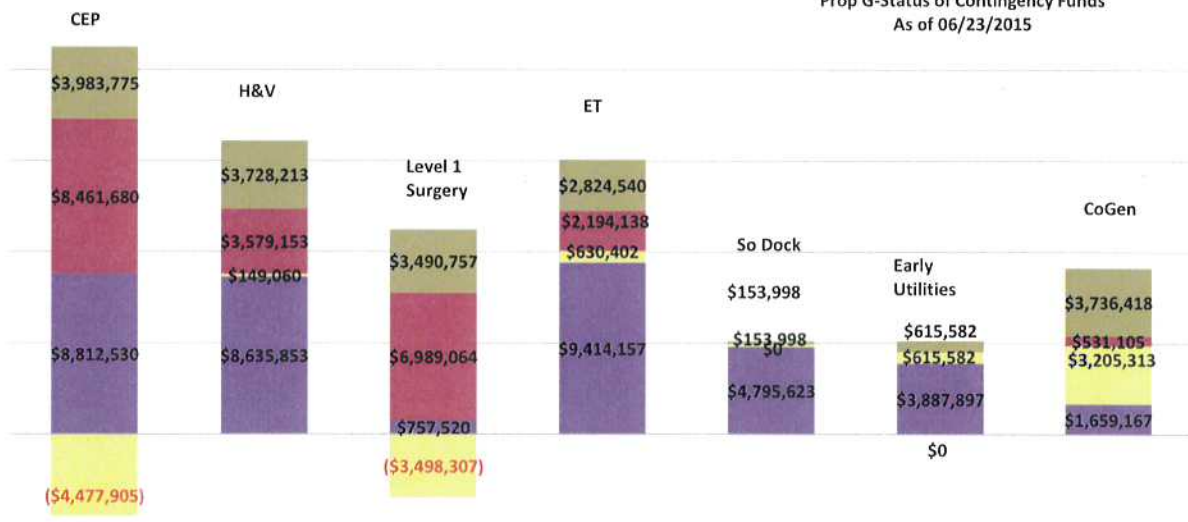 Prop G-Status of Contingency Funds
As of 06/23/2015
CEP
$3,983,775
$8,461,680
$8,812,530
($4,477,905)
H&V
$3,728,213
$3,579,153
$149,060
$8,635,853
Level 1
Surgery
$3,490,757
$6,989,064
$757,520
($3,498,307)
ET
$2,824,540
$2,194,138
$630,402
$9,414,157
So Dock
$153,998
$153,998
$0
$4,795,623
Early
Utilities
$615,582
$615,582
$3,887,897
$0
CoGen
$3,736,418
$531,105
$3,205,313
$1,659,167